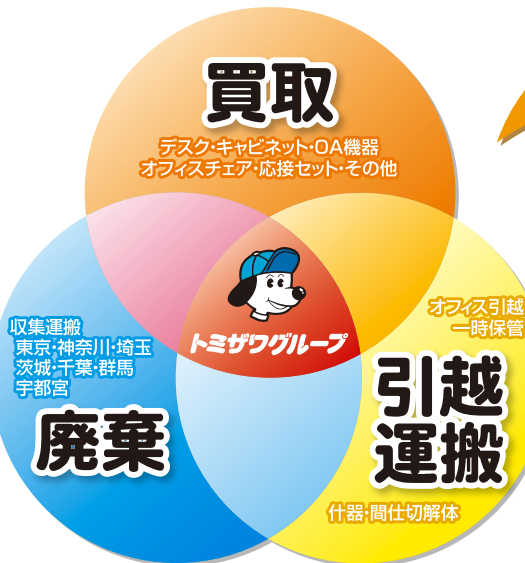 買取
デスク・キャビネット・OA機器
オフィスチェア・応接セット・その他
トミザワグループ
収集運搬
東京・神奈川・埼玉
茨城・千葉・群馬
宇都宮
廃棄
オフィス引越
一時保管
引越
運搬
什器・間仕切解体